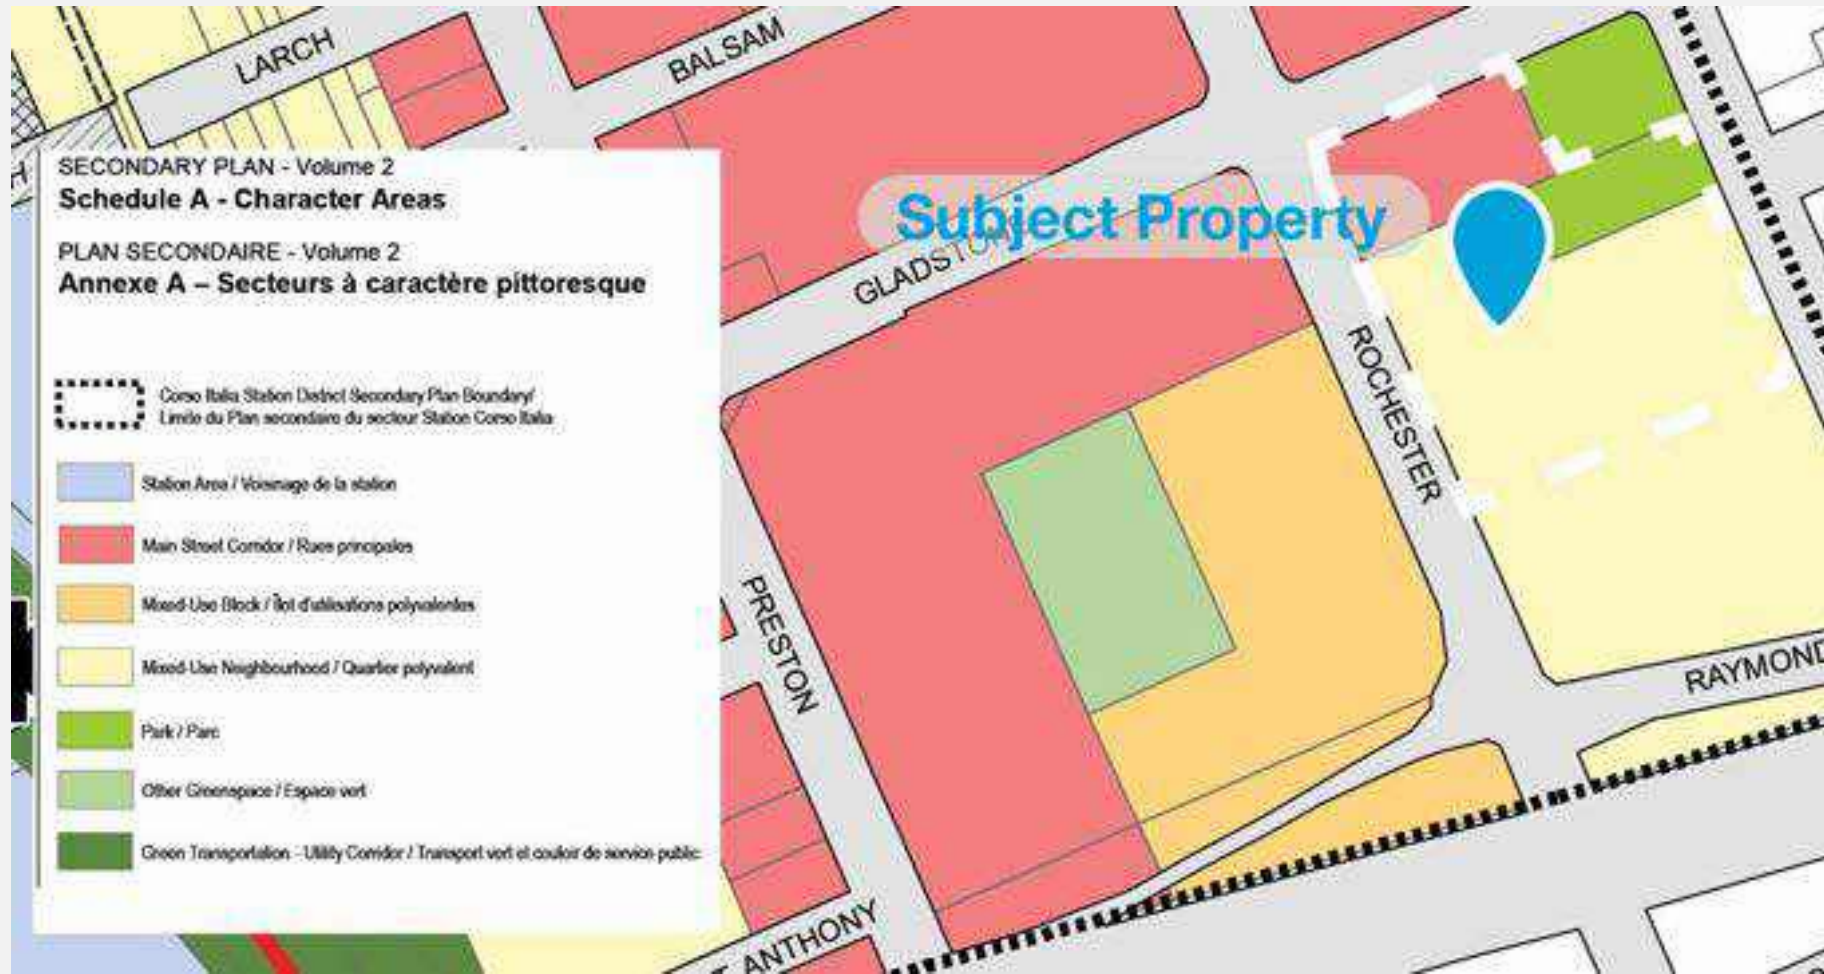 LARCH
BALSAM
SECONDARY PLAN - Volume 2
Schedule A - Character Areas
PLAN SECONDAIRE - Volume 2
Annexe A – Secteurs à caractère pittoresque
Corso Italia Station District Secondary Plan Boundary/
Limite du Plan secondaire du secteur Station Corso Italia
Station Area / Voisinage de la station
Main Street Corridor / Rues principales
Mixed-Use Block / Îlot d'utilisations polyvalentes
Mixed-Use Neighbourhood / Quartier polyvalent
Park / Parc
Other Greenspace / Espace vert
Green Transportation - Utility Corridor / Transport vert et couloir de service public
Subject Property
GLADSTON
ROCHESTER
PRESTON
RAYMOND
ANTHONY